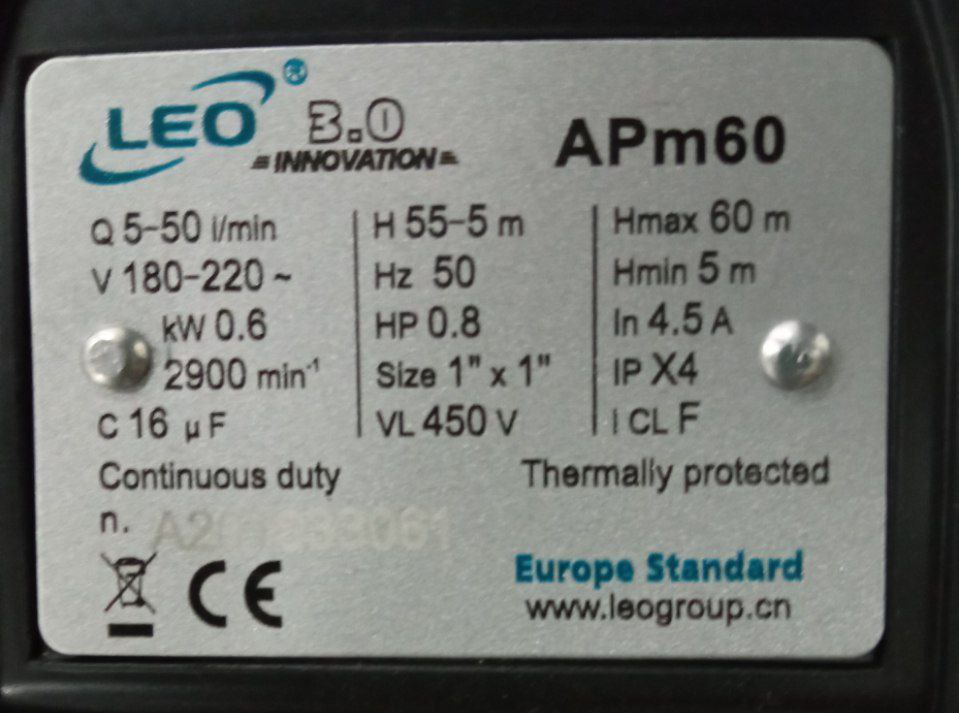 LEO ® 3.0
INNOVATION
APm60
Q 5-50 l/min H 55-5 m Hmax 60 m
V 180-220 ~ Hz 50 Hmin 5 m
kW 0.6 HP 0.8 In 4.5 A
2900 min⁻¹ Size 1" x 1" IP X4
C 16 µF VL 450 V I CL F
Continuous duty Thermally protected
n.
CE
Europe Standard
www.leogroup.cn